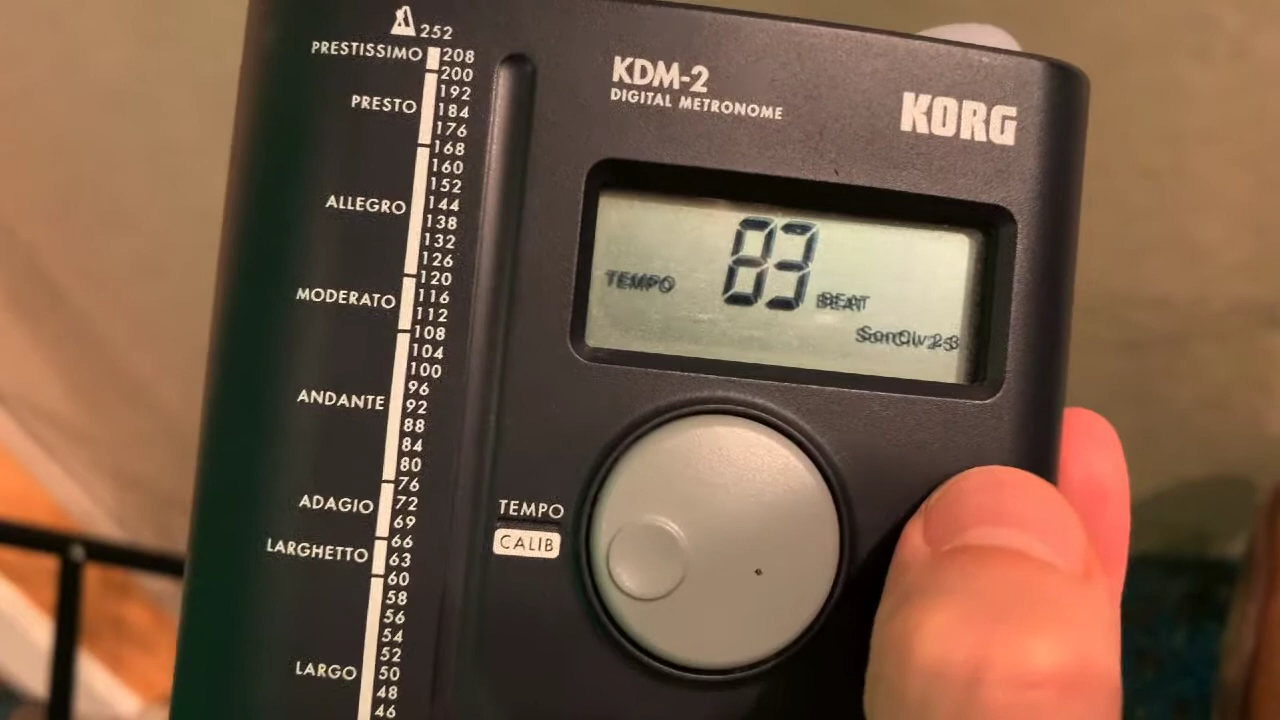 252
PRESTISSIMO 208
200
192
PRESTO 184
176
168
160
152
ALLEGRO 144
138
132
126
120
MODERATO 116
112
108
104
100
96
ANDANTE 92
88
84
80
76
ADAGIO 72
69
66
LARGHETTO 63
60
58
56
54
52
LARGO 50
48
46
KDM-2
DIGITAL METRONOME
KORG
83
TEMPO
BEAT
TEMPO
CALIB